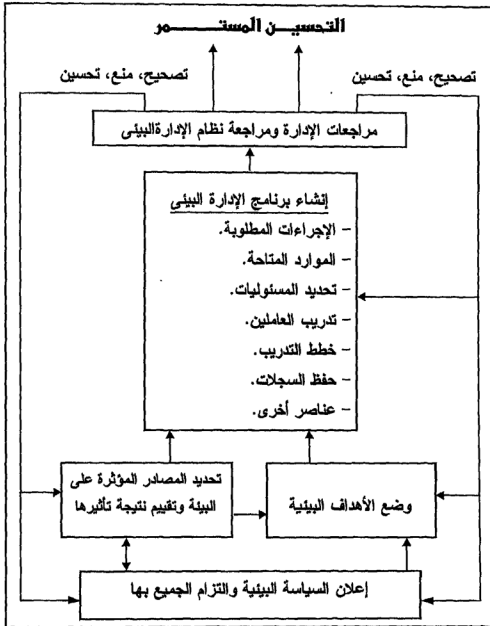 التحسين المستمر
تصحيح، منع، تحسين
تصحيح، منع، تحسين
مراجعات الإدارة ومراجعة نظام الإدارة البيئى
إنشاء برنامج الإدارة البيئى
- الإجراءات المطلوبة.
- الموارد المتاحة.
- تحديد المسئوليات.
- تدريب العاملين.
- خطط التدريب.
- حفظ السجلات.
- عناصر أخرى.
وضع الأهداف البيئية
تحديد المصادر المؤثرة على
البيئة وتقييم نتيجة تأثيرها
إعلان السياسة البيئية والتزام الجميع بها